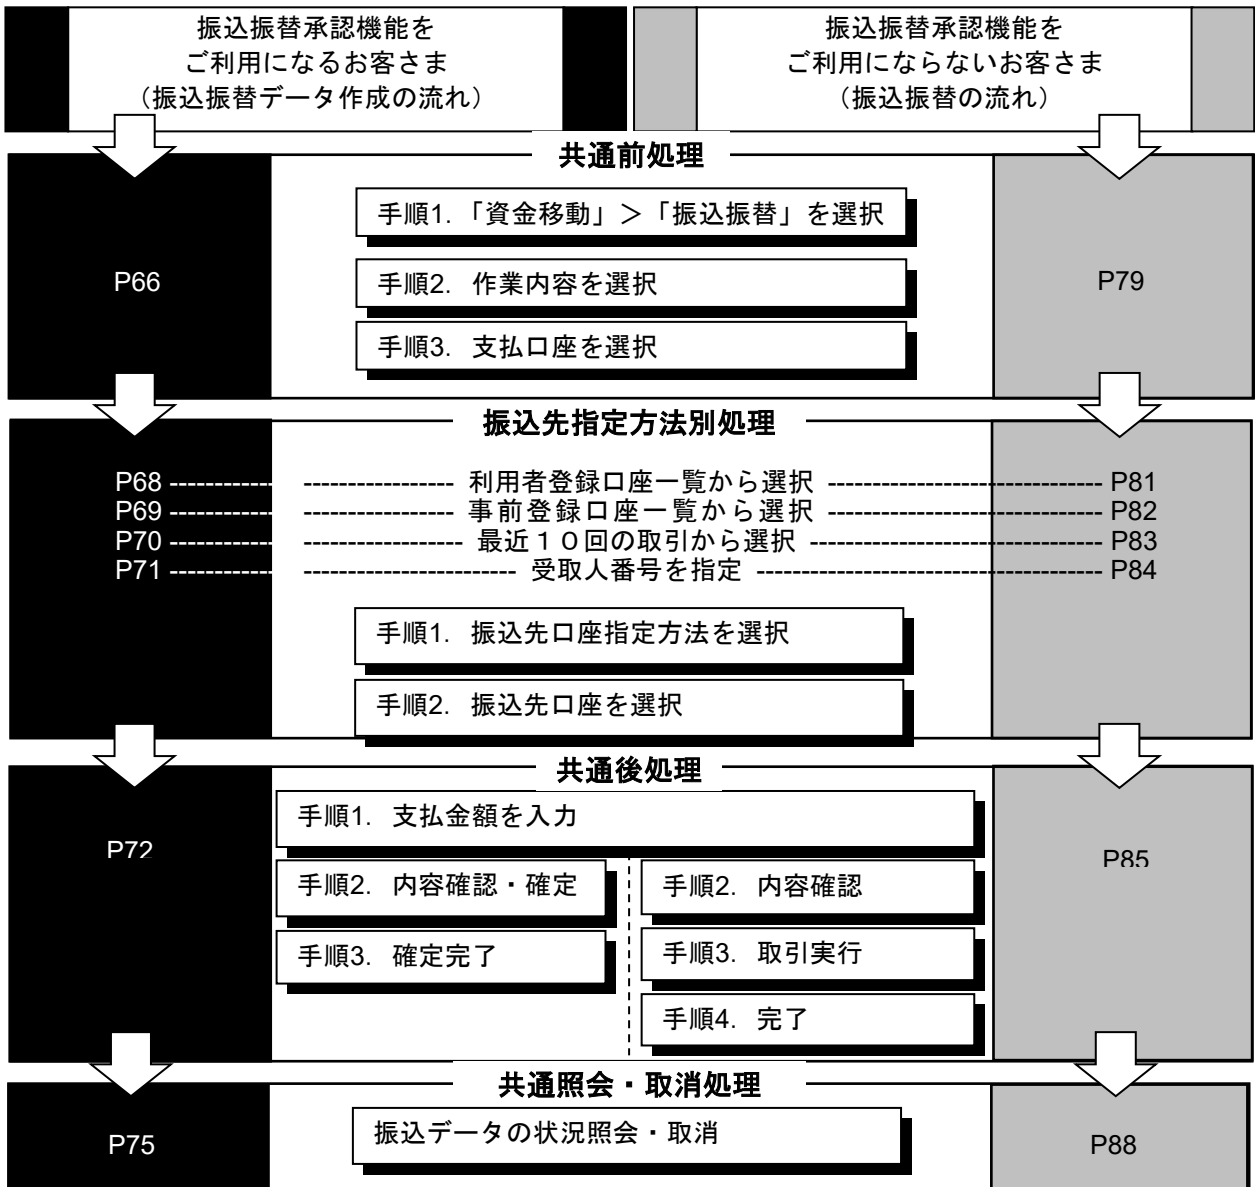 振込振替承認機能を
ご利用になるお客さま
（振込振替データ作成の流れ）
振込振替承認機能を
ご利用にならないお客さま
（振込振替の流れ）
共通前処理
手順1. 「資金移動」＞「振込振替」を選択
手順2. 作業内容を選択
手順3. 支払口座を選択
P66
P79
振込先指定方法別処理
P68 利用者登録口座一覧から選択 P81
P69 事前登録口座一覧から選択 P82
P70 最近１０回の取引から選択 P83
P71 受取人番号を指定 P84
手順1. 振込先口座指定方法を選択
手順2. 振込先口座を選択
共通後処理
手順1. 支払金額を入力
P72
P85
手順2. 内容確認・確定
手順3. 確定完了
手順2. 内容確認
手順3. 取引実行
手順4. 完了
共通照会・取消処理
P75
振込データの状況照会・取消
P88